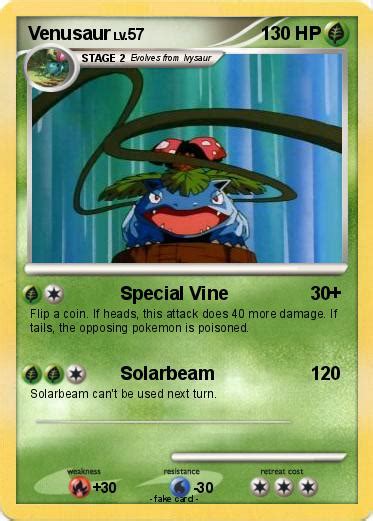 Venusaur LV.57 130 HP
STAGE 2 Evolves from Ivysaur
Special Vine 30+
Flip a coin. If heads, this attack does 40 more damage. If
tails, the opposing pokemon is poisoned.
Solarbeam 120
Solarbeam can't be used next turn.
weakness resistance retreat cost
+30 -30
- fake card -